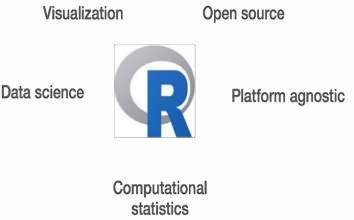 Visualization
Open source
Data science
R
Platform agnostic
Computational
statistics